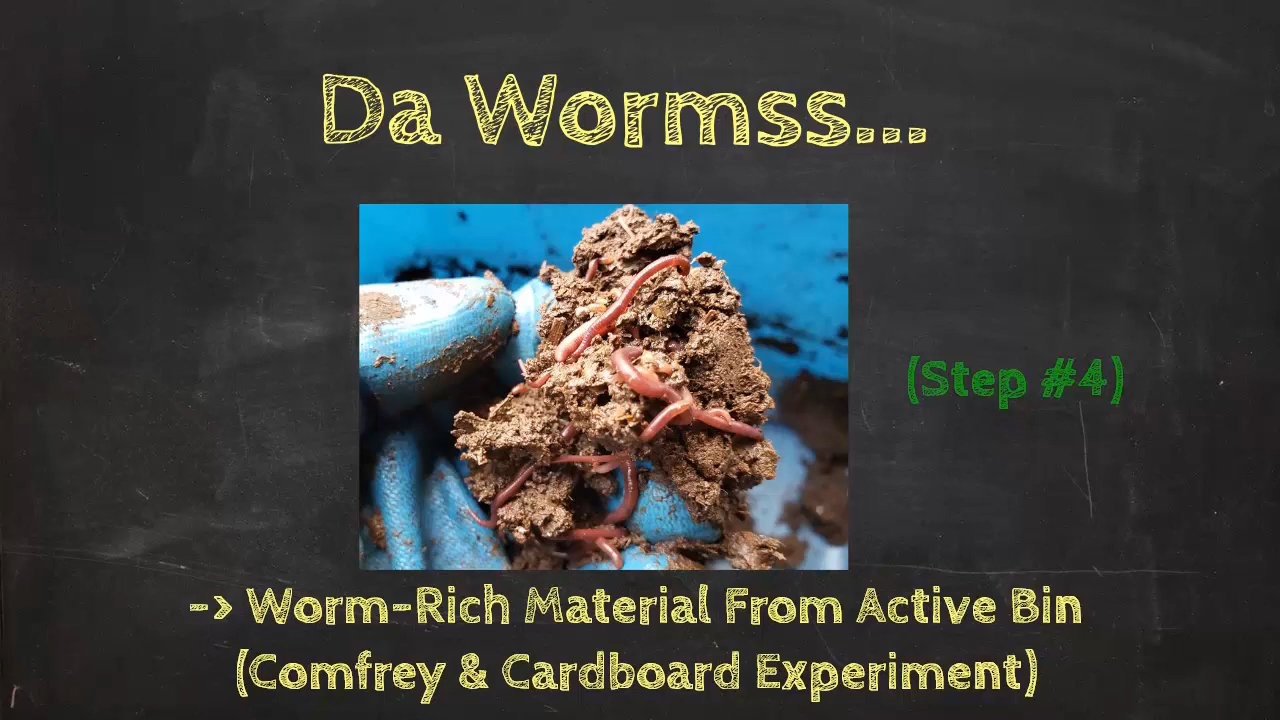 Da Wormss...
(Step #4)
-> Worm-Rich Material From Active Bin
(Comfrey & Cardboard Experiment)